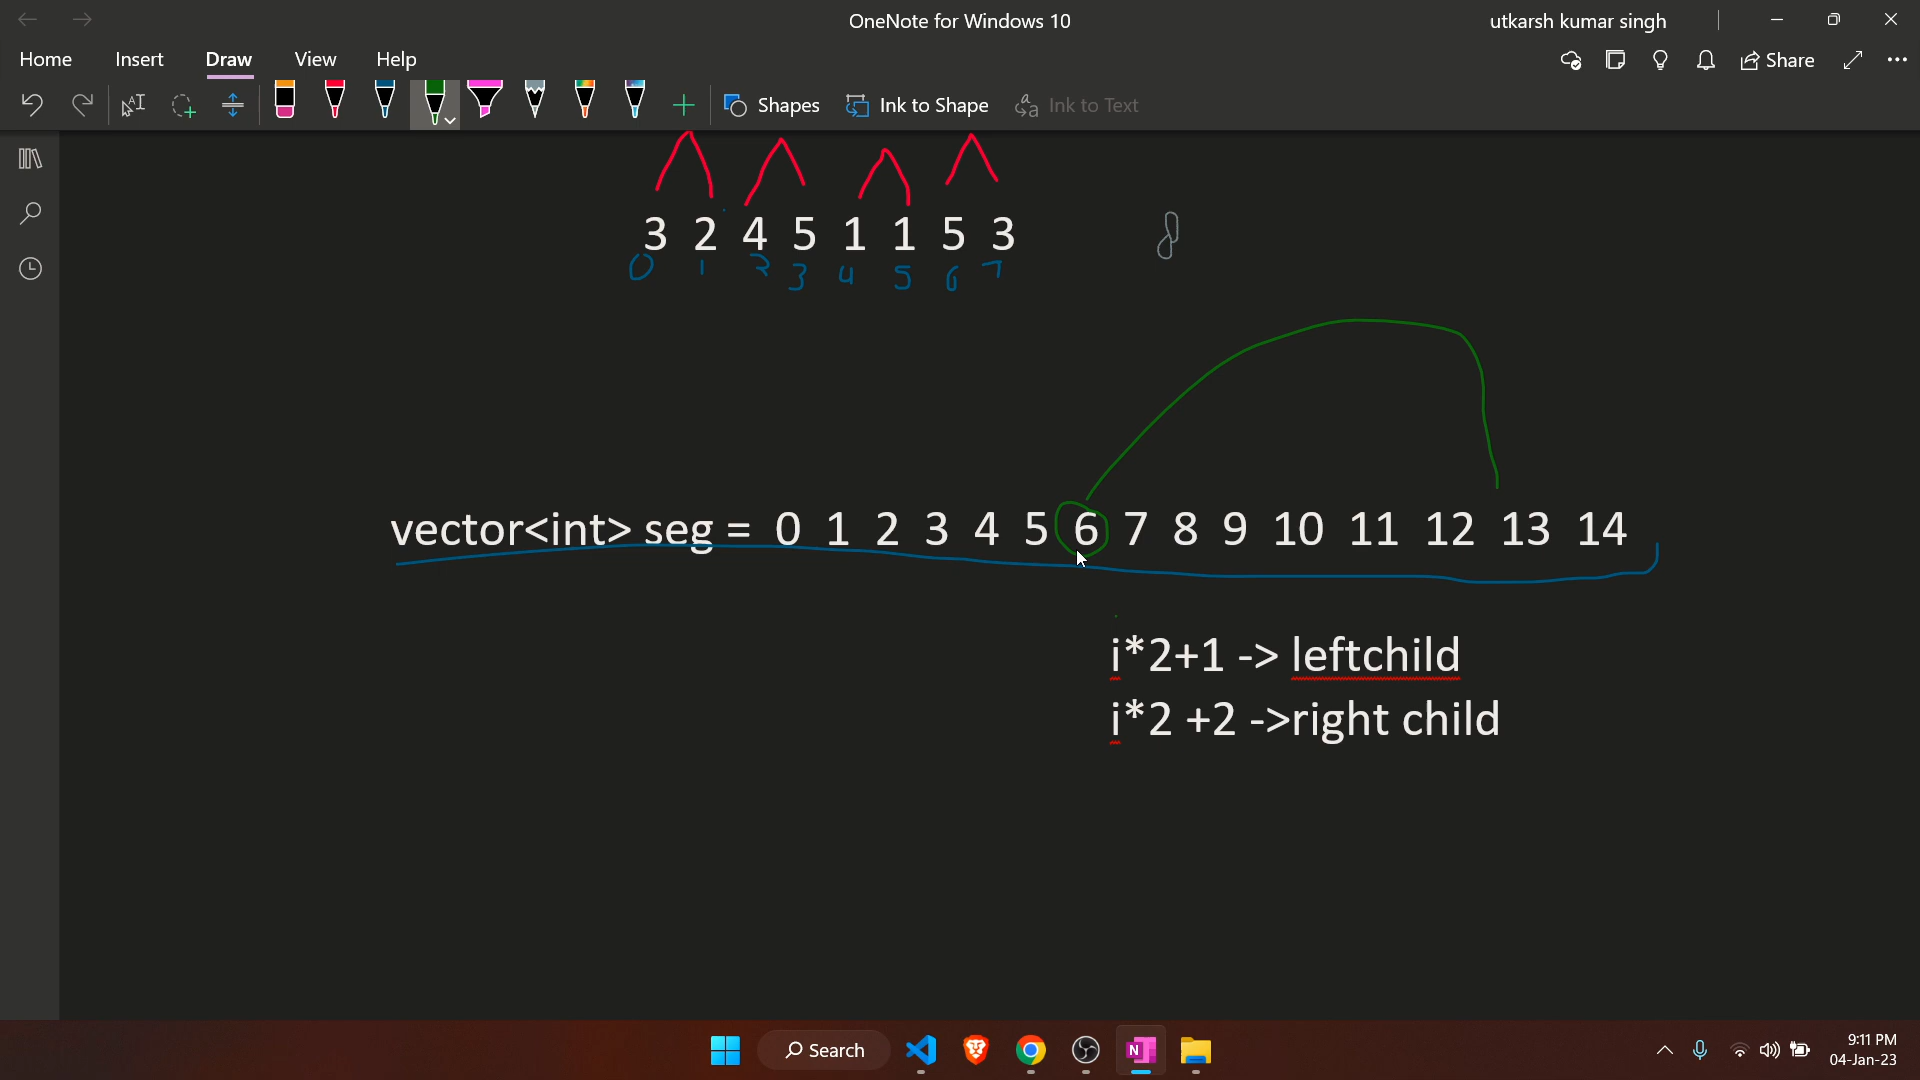 OneNote for Windows 10
utkarsh kumar singh
Home Insert Draw View Help
Share
Shapes Ink to Shape Ink to Text
3 2 4 5 1 1 5 3
8
0 1 2 3 4 5 6 7
vector<int> seg = 0 1 2 3 4 5 6 7 8 9 10 11 12 13 14
i*2+1 -> leftchild
i*2 +2 ->right child
Search
9:11 PM
04-Jan-23